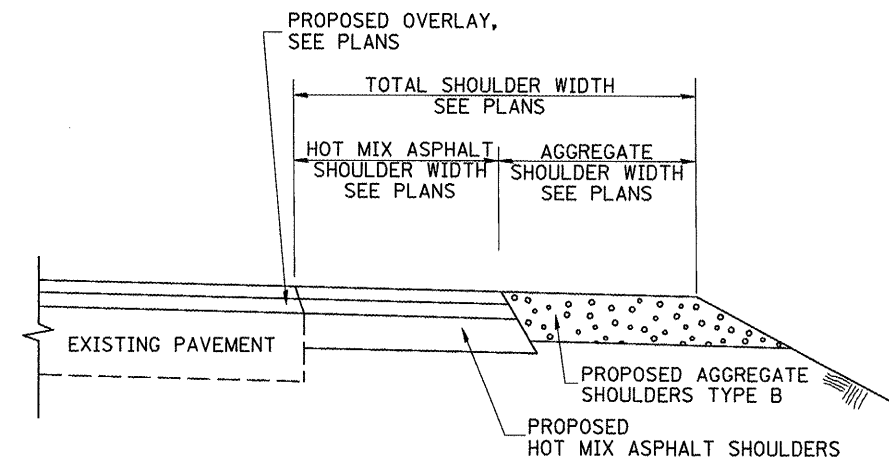 PROPOSED OVERLAY,
SEE PLANS
TOTAL SHOULDER WIDTH
SEE PLANS
HOT MIX ASPHALT
SHOULDER WIDTH
SEE PLANS
AGGREGATE
SHOULDER WIDTH
SEE PLANS
EXISTING PAVEMENT
PROPOSED AGGREGATE
SHOULDERS TYPE B
PROPOSED
HOT MIX ASPHALT SHOULDERS